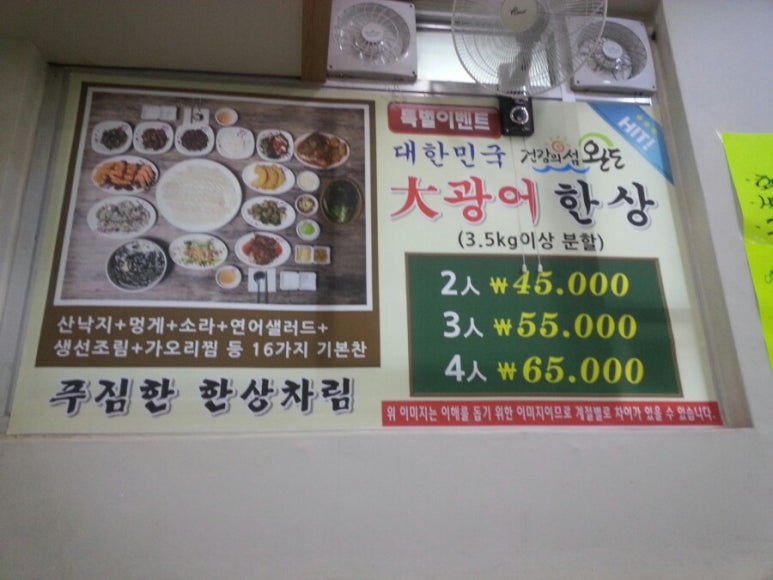 특별이벤트
HIT!
대한민국 건강의섬 완도
大광어 한상
(3.5kg이상 분할)
2人 ₩45.000
3人 ₩55.000
4人 ₩65.000
산낙지+멍게+소라+연어샐러드+
생선조림+가오리찜 등 16가지 기본찬
푸짐한 한상차림
위 이미지는 이해를 돕기 위한 이미지이므로 계절별로 차이가 있을 수 있습니다.